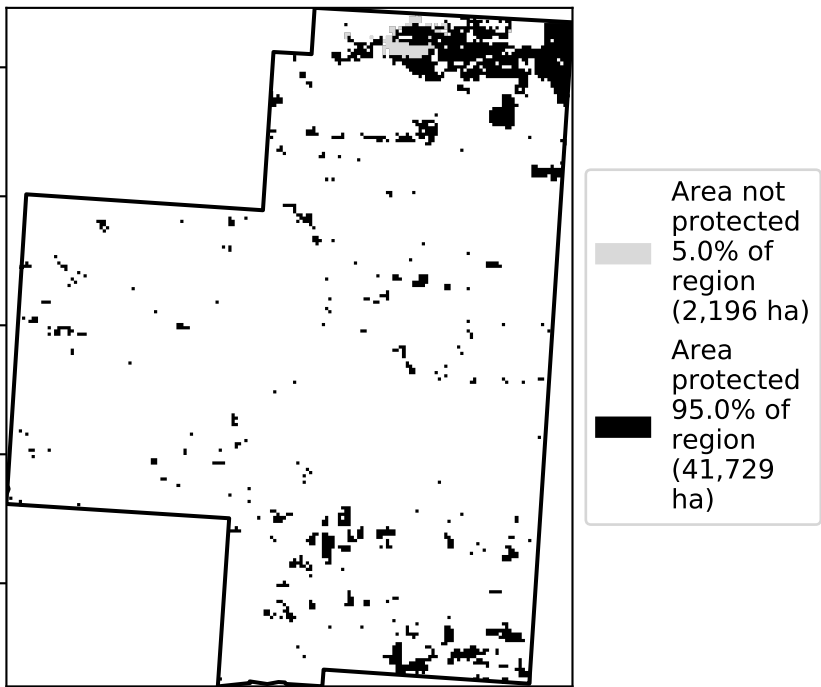 Area not
protected
5.0% of
region
(2,196 ha)
Area
protected
95.0% of
region
(41,729
ha)